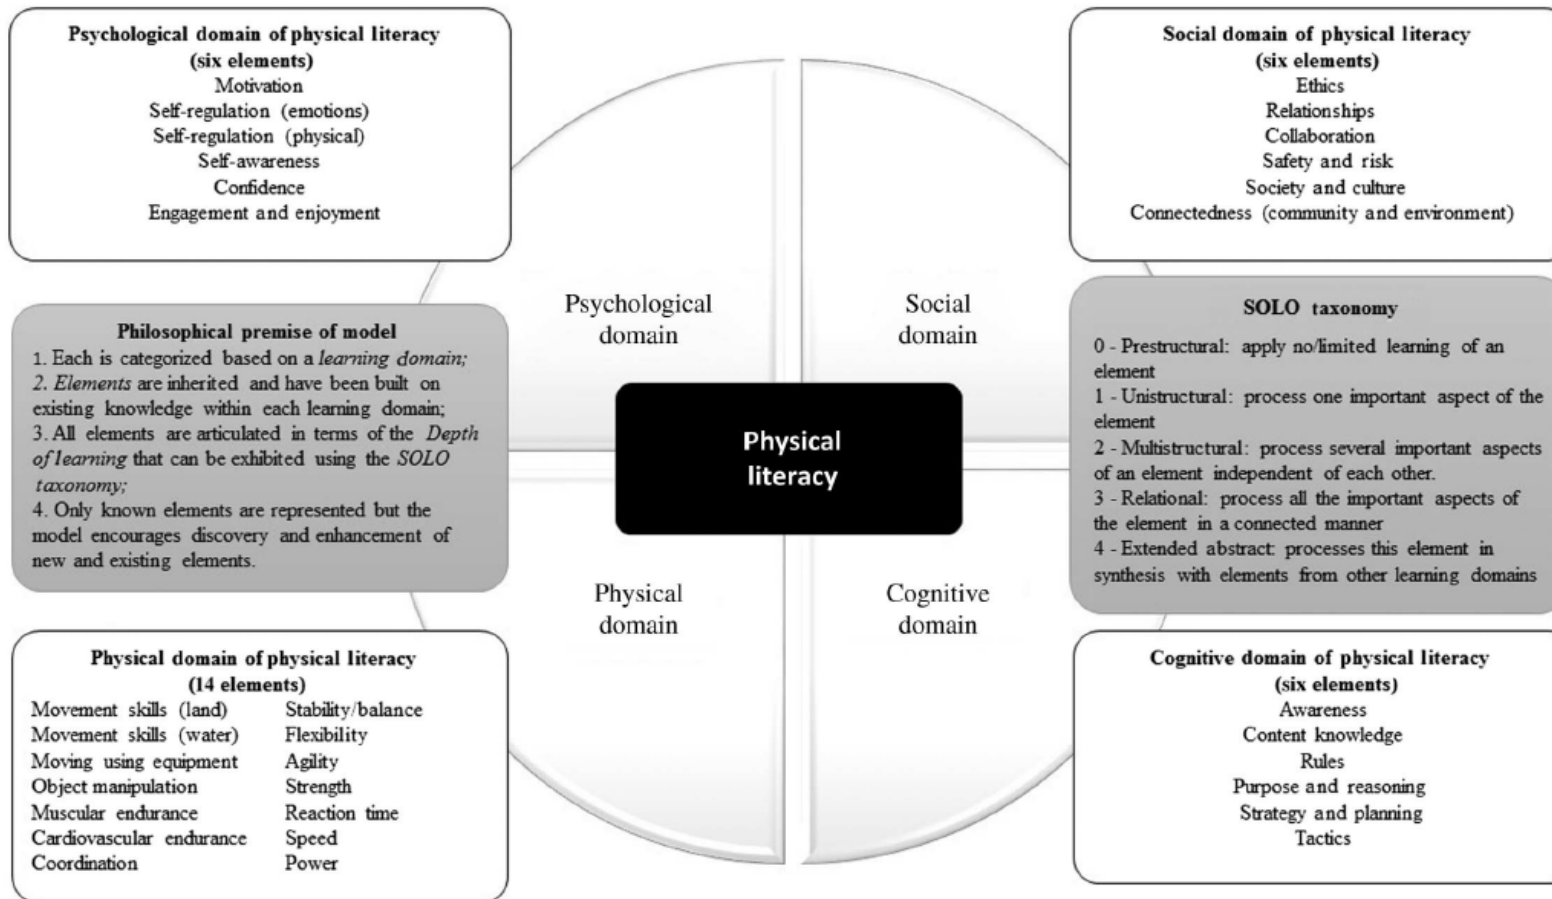 Psychological domain of physical literacy
(six elements)
Motivation
Self-regulation (emotions)
Self-regulation (physical)
Self-awareness
Confidence
Engagement and enjoyment
Social domain of physical literacy
(six elements)
Ethics
Relationships
Collaboration
Safety and risk
Society and culture
Connectedness (community and environment)
Psychological
domain
Social
domain
Philosophical premise of model
1. Each is categorized based on a learning domain;
2. Elements are inherited and have been built on
existing knowledge within each learning domain;
3. All elements are articulated in terms of the Depth
of learning that can be exhibited using the SOLO
taxonomy;
4. Only known elements are represented but the
model encourages discovery and enhancement of
new and existing elements.
Physical
literacy
SOLO taxonomy
0 - Prestructural: apply no/limited learning of an
element
1 - Unistructural: process one important aspect of the
element
2 - Multistructural: process several important aspects
of an element independent of each other.
3 - Relational: process all the important aspects of
the element in a connected manner
4 - Extended abstract: processes this element in
synthesis with elements from other learning domains
Physical
domain
Cognitive
domain
Physical domain of physical literacy
(14 elements)
Movement skills (land)
Movement skills (water)
Moving using equipment
Object manipulation
Muscular endurance
Cardiovascular endurance
Coordination
Stability/balance
Flexibility
Agility
Strength
Reaction time
Speed
Power
Cognitive domain of physical literacy
(six elements)
Awareness
Content knowledge
Rules
Purpose and reasoning
Strategy and planning
Tactics